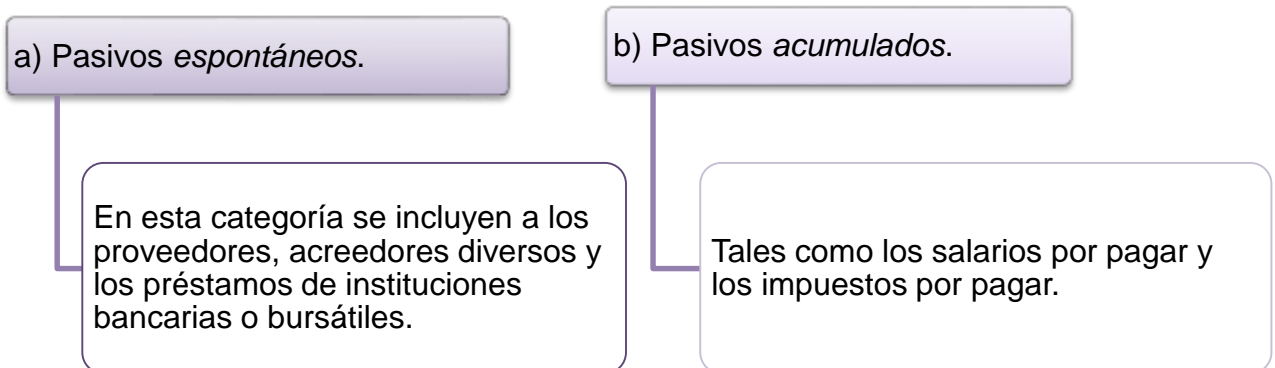 a) Pasivos espontáneos.
En esta categoría se incluyen a los
proveedores, acreedores diversos y
los préstamos de instituciones
bancarias o bursátiles.
b) Pasivos acumulados.
Tales como los salarios por pagar y
los impuestos por pagar.